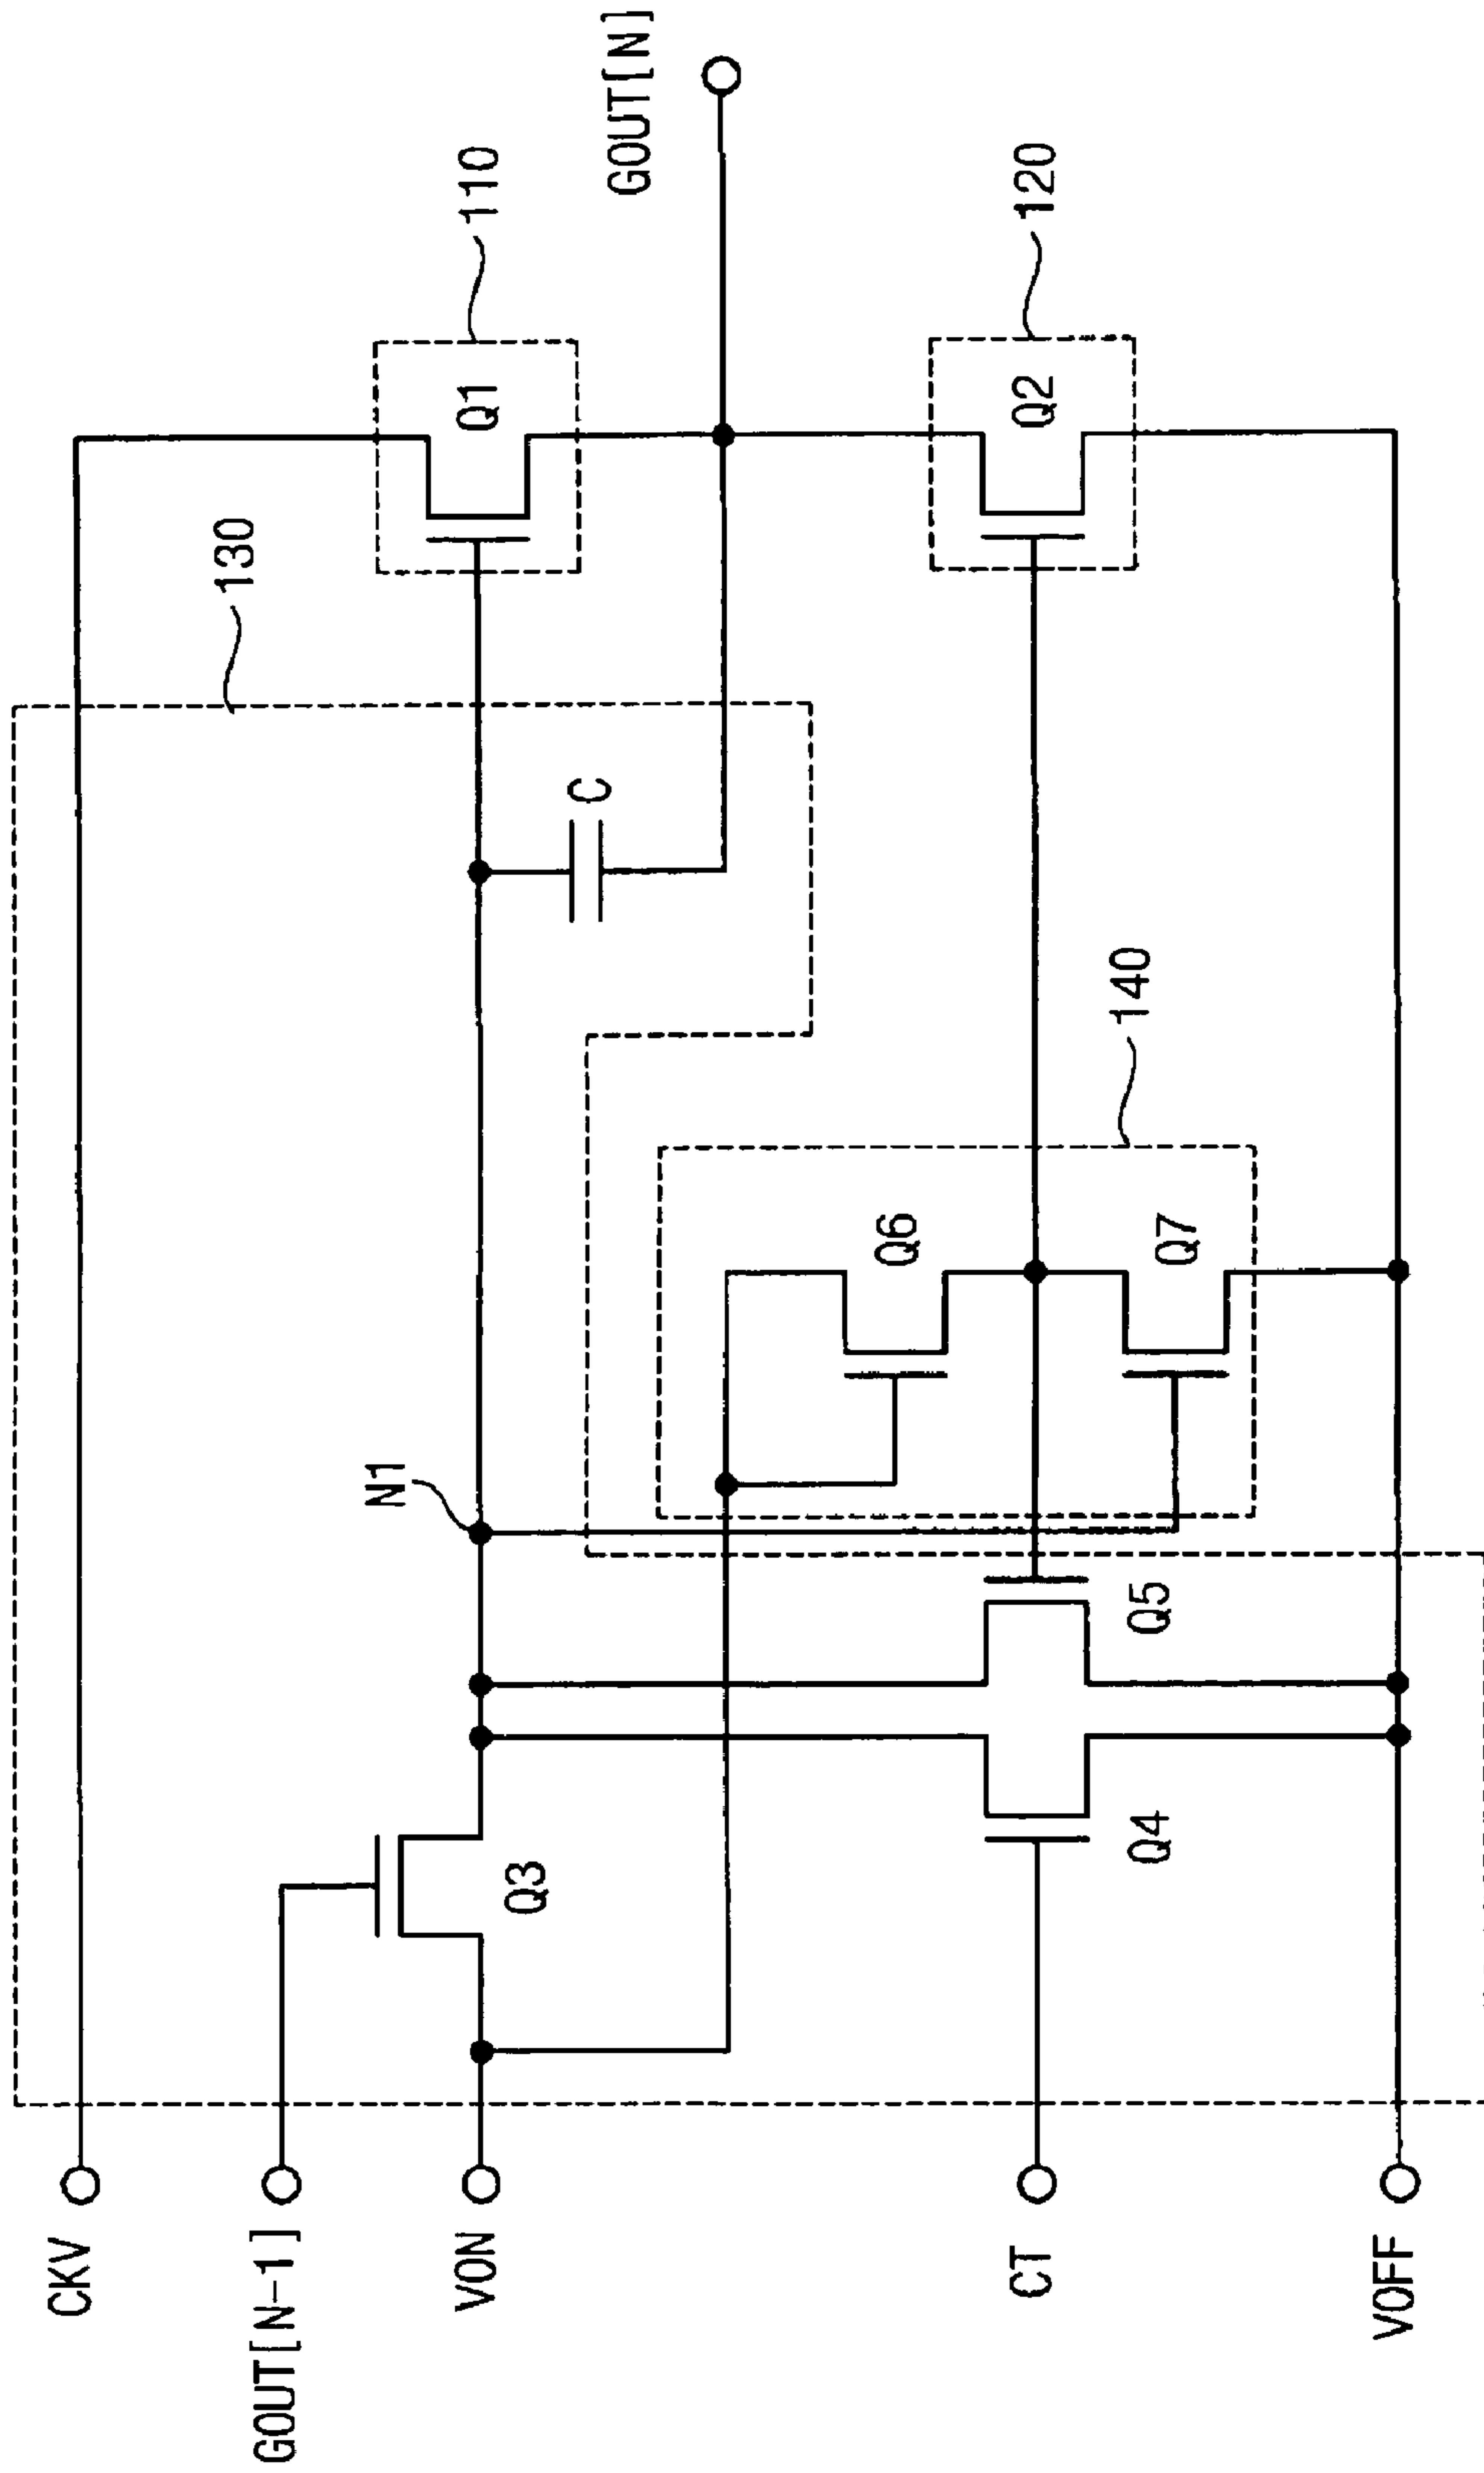 CKV
GOUT[N-1]
VON
CT
VOFF
130
110
120
140
GOUT[N]
Q1
Q2
Q3
Q4
Q5
Q6
Q7
C
N1